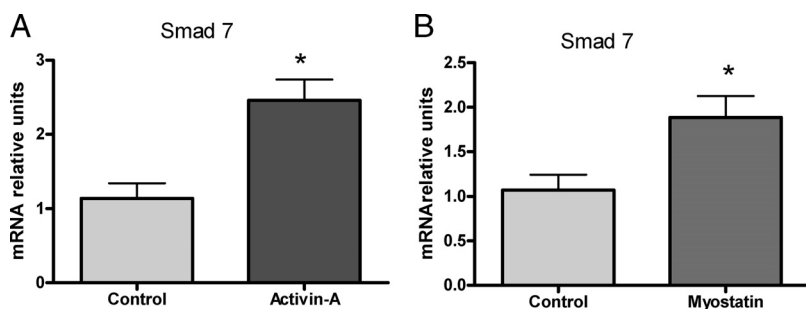 A
Smad 7
*
mRNA relative units
3
2
1
0
Control
Activin-A
B
Smad 7
*
mRNArelative units
2.5
2.0
1.5
1.0
0.5
0.0
Control
Myostatin